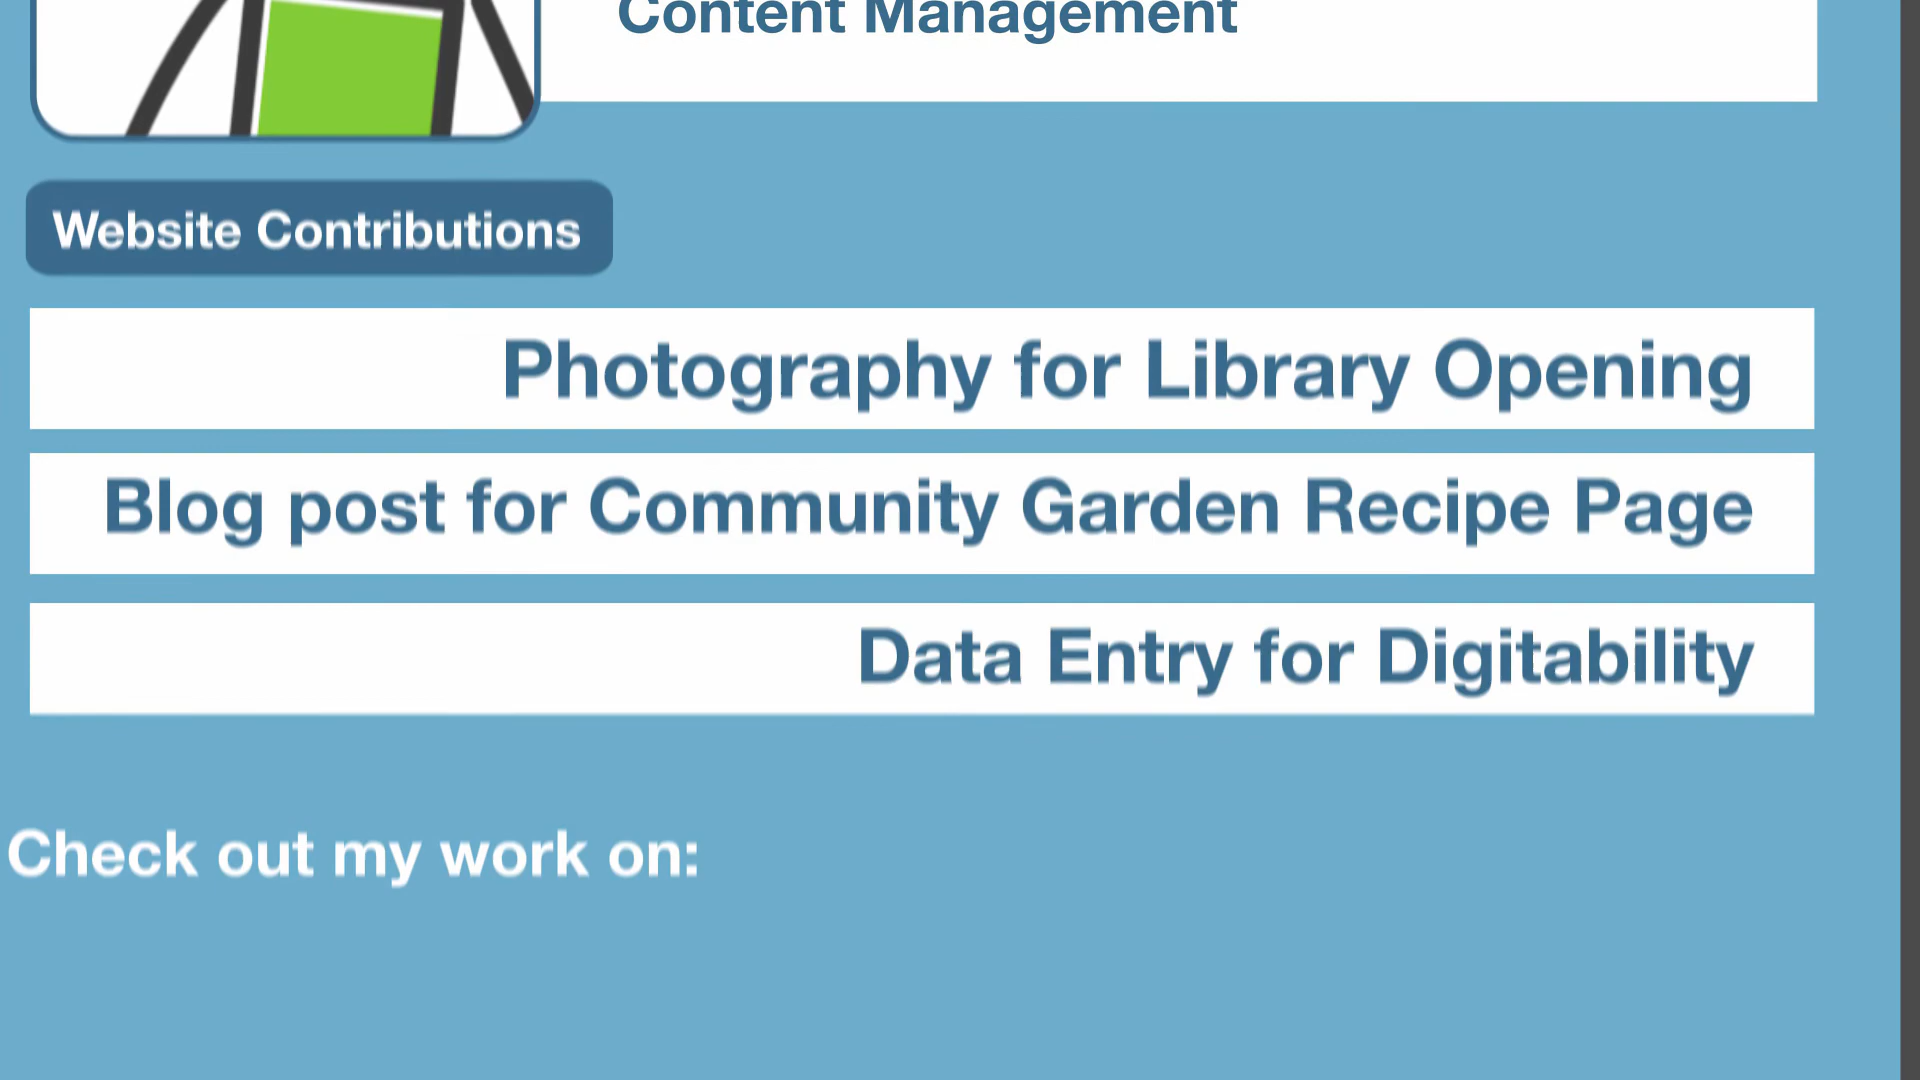 Content Management
Website Contributions
Photography for Library Opening
Blog post for Community Garden Recipe Page
Data Entry for Digitability
Check out my work on: